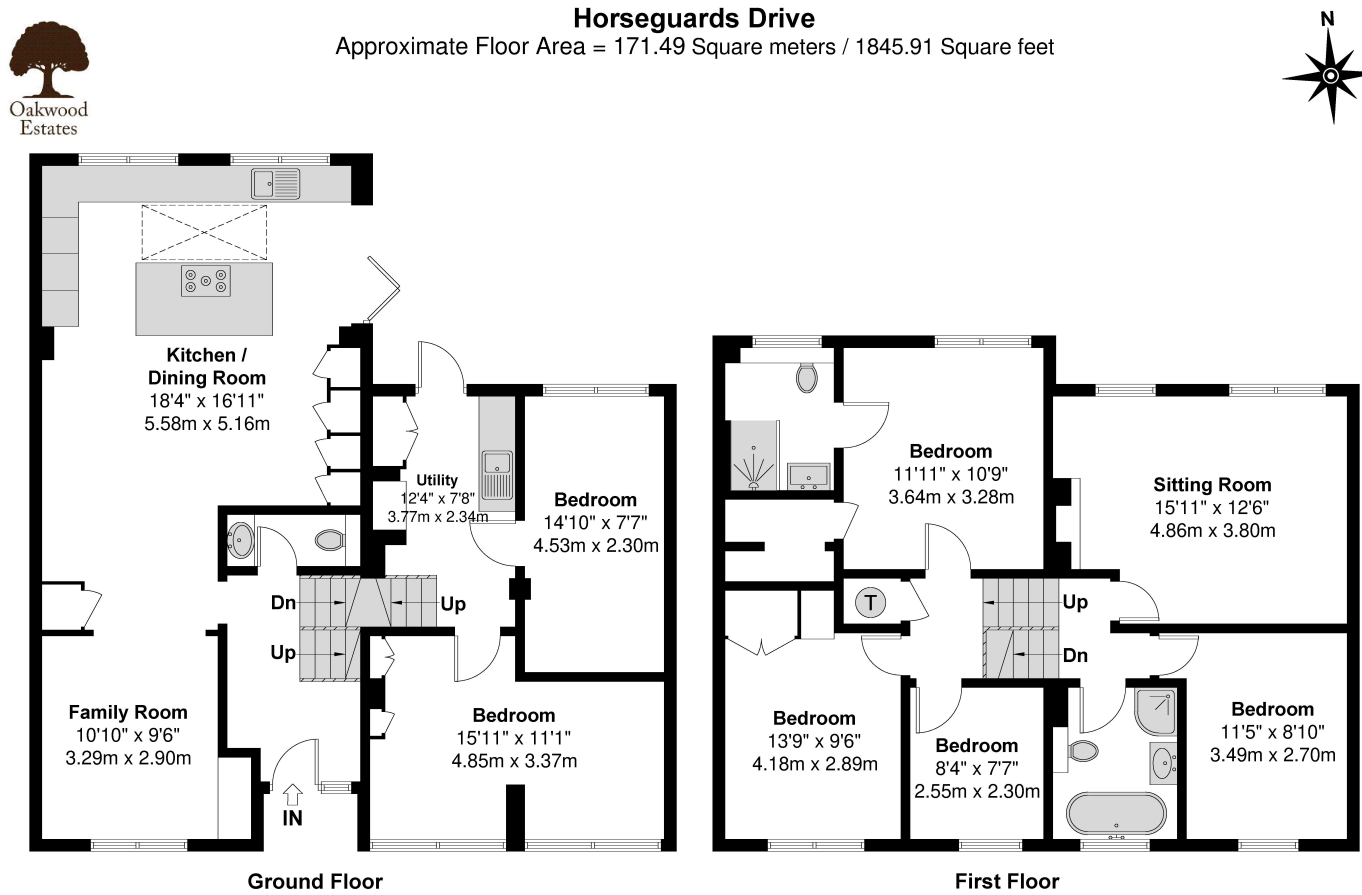 Horseguards Drive
Approximate Floor Area = 171.49 Square meters / 1845.91 Square feet
N
Oakwood
Estates
Kitchen /
Dining Room
18'4" x 16'11"
5.58m x 5.16m
Utility
12'4" x 7'8"
3.77m x 2.34m
Bedroom
14'10" x 7'7"
4.53m x 2.30m
Dn
Up
Up
Family Room
10'10" x 9'6"
3.29m x 2.90m
Bedroom
15'11" x 11'1"
4.85m x 3.37m
IN
Ground Floor
Bedroom
11'11" x 10'9"
3.64m x 3.28m
Sitting Room
15'11" x 12'6"
4.86m x 3.80m
T
Up
Dn
Bedroom
13'9" x 9'6"
4.18m x 2.89m
Bedroom
8'4" x 7'7"
2.55m x 2.30m
Bedroom
11'5" x 8'10"
3.49m x 2.70m
First Floor